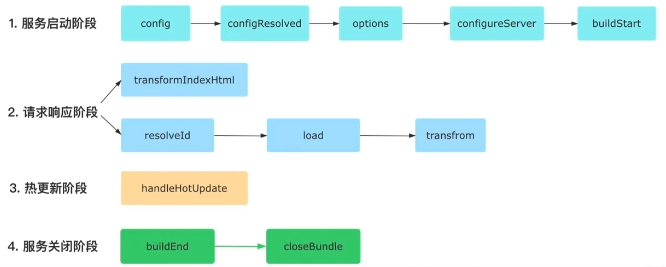 1. 服务启动阶段
config
configResolved
options
configureServer
buildStart
2. 请求响应阶段
transformIndexHtml
resolveId
load
transfrom
3. 热更新阶段
handleHotUpdate
4. 服务关闭阶段
buildEnd
closeBundle